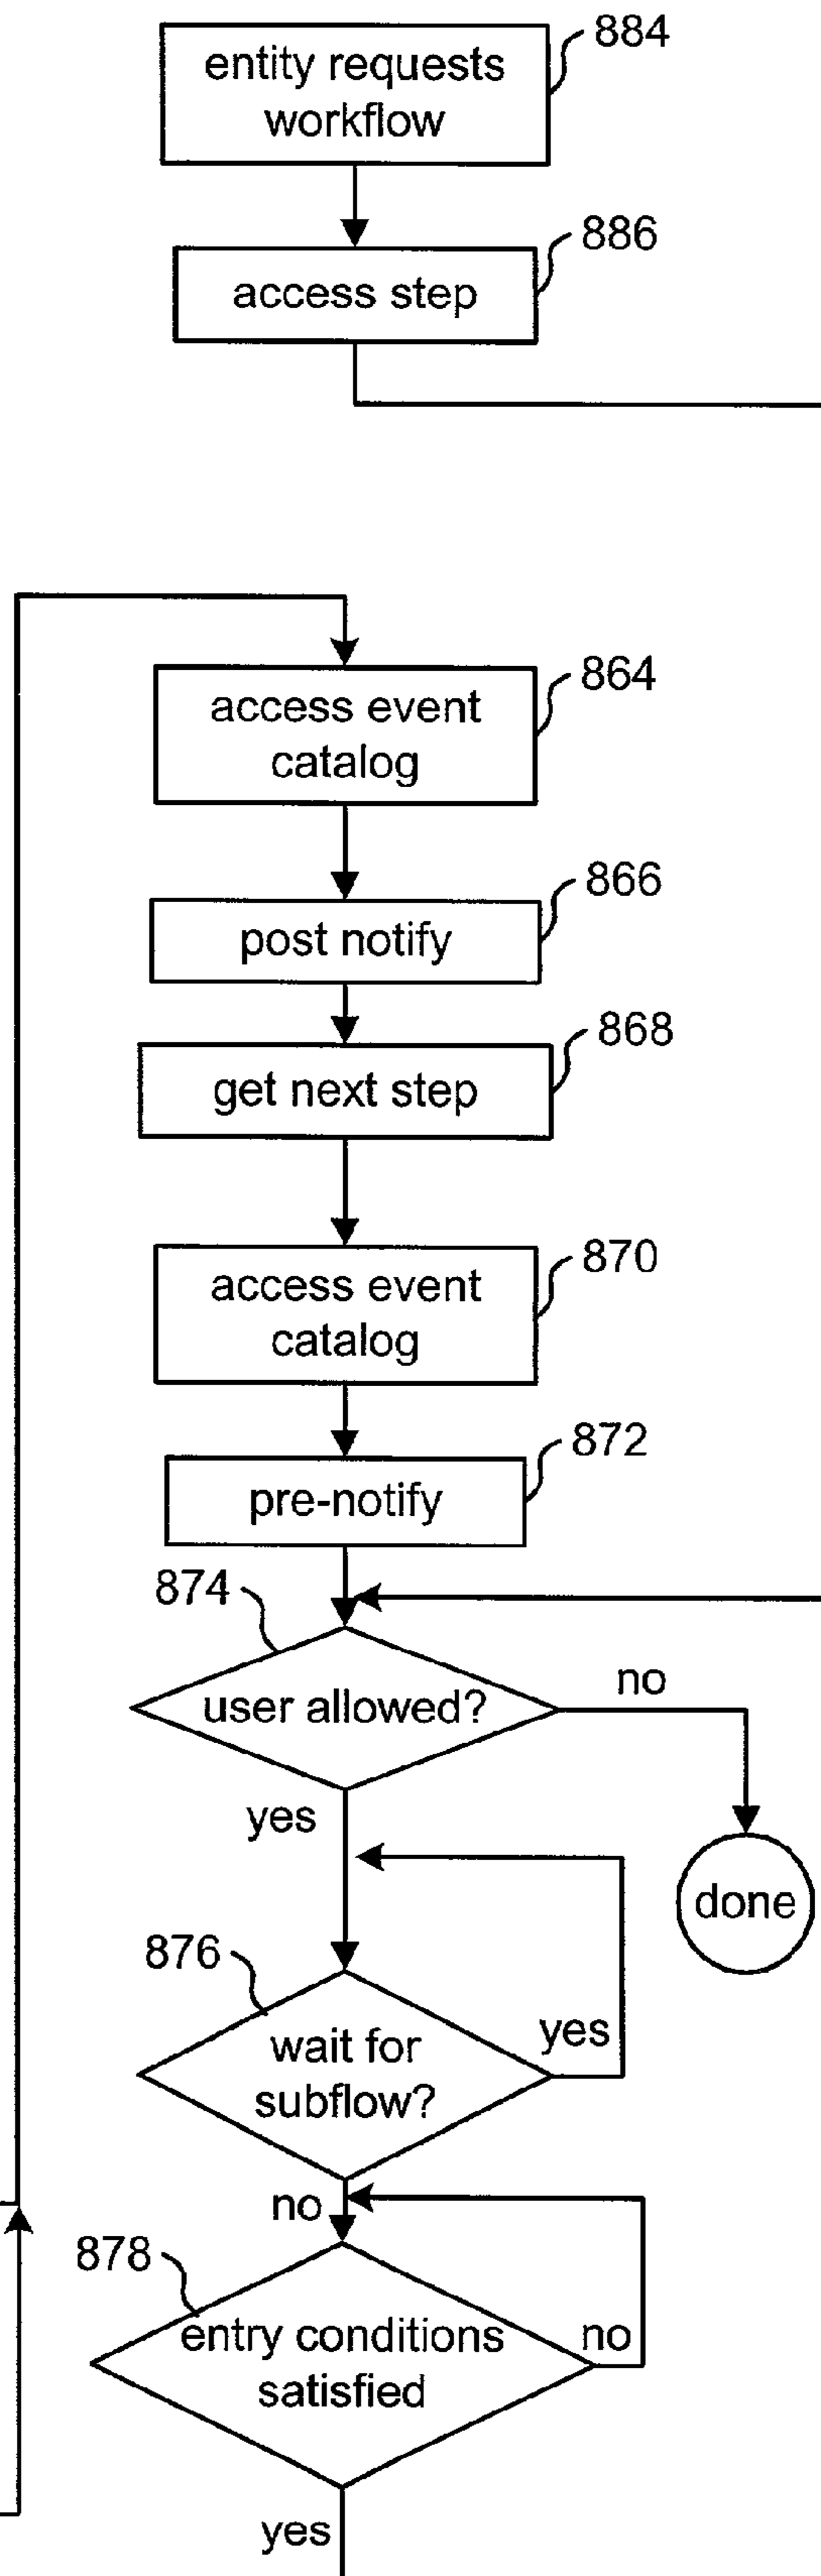 entity requests
workflow
884
access step
886
access event
catalog
864
post notify
866
get next step
868
access event
catalog
870
pre-notify
872
874
user allowed?
no
yes
done
876
wait for
subflow?
yes
no
878
entry conditions
satisfied
no
yes